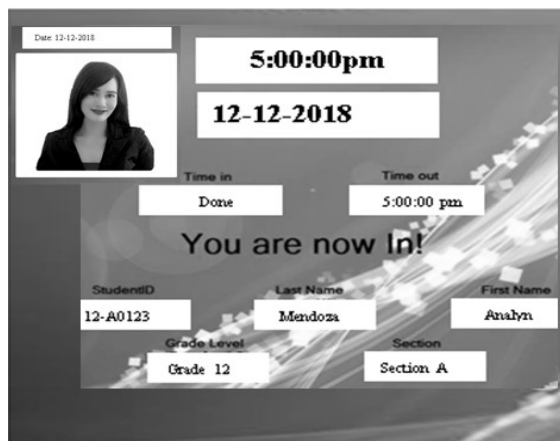 Date: 12-12-2018
5:00:00pm
12-12-2018
Time in
Time out
Done
5:00:00 pm
You are now In!
StudentID
Last Name
First Name
12-A0123
Mendoza
Analyn
Grade Level
Section
Grade 12
Section A